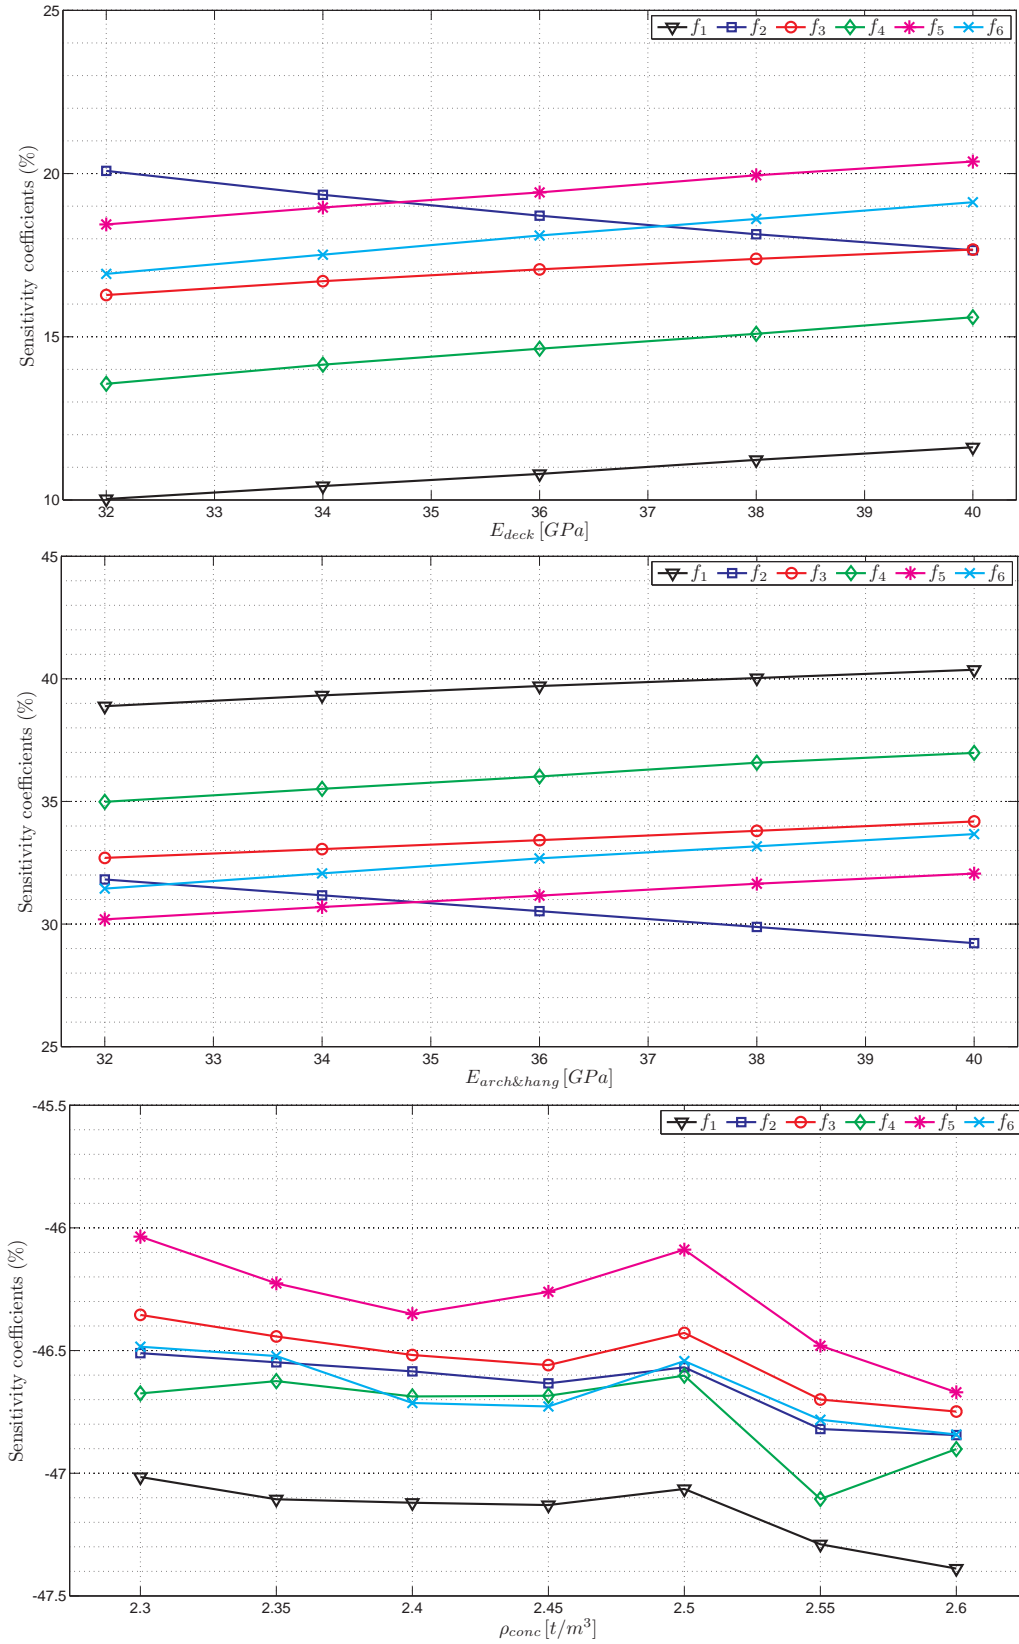 25
f1 f2 f3 f4 f5 f6
20
15
10
Sensitivity coefficients (%)
32 33 34 35 36 37 38 39 40
E_deck [GPa]
45
f1 f2 f3 f4 f5 f6
40
35
30
25
Sensitivity coefficients (%)
32 33 34 35 36 37 38 39 40
E_arch&hang [GPa]
-45.5
f1 f2 f3 f4 f5 f6
-46
-46.5
-47
-47.5
Sensitivity coefficients (%)
2.3 2.35 2.4 2.45 2.5 2.55 2.6
ρ_conc [t/m³]